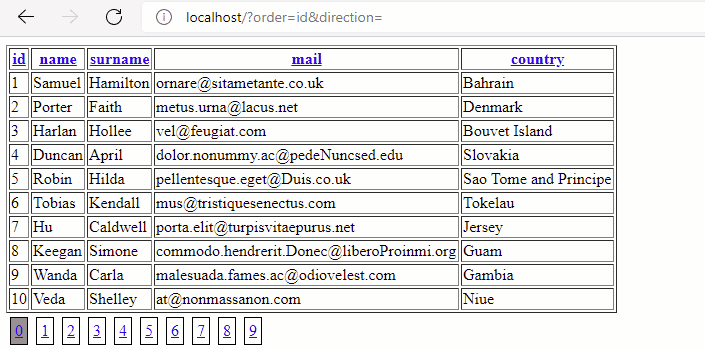 localhost/?order=id&direction=
id name surname mail country
1 Samuel Hamilton ornare@sitametante.co.uk Bahrain
2 Porter Faith metus.urna@lacus.net Denmark
3 Harlan Hollee vel@feugiat.com Bouvet Island
4 Duncan April dolor.nonummy.ac@pedeNuncsed.edu Slovakia
5 Robin Hilda pellentesque.eget@Duis.co.uk Sao Tome and Principe
6 Tobias Kendall mus@tristiquesenectus.com Tokelau
7 Hu Caldwell porta.elit@turpisvitaepurus.net Jersey
8 Keegan Simone commodo.hendrerit.Donec@liberoProinmi.org Guam
9 Wanda Carla malesuada.fames.ac@odiovelest.com Gambia
10 Veda Shelley at@nonmassanon.com Niue
0 1 2 3 4 5 6 7 8 9